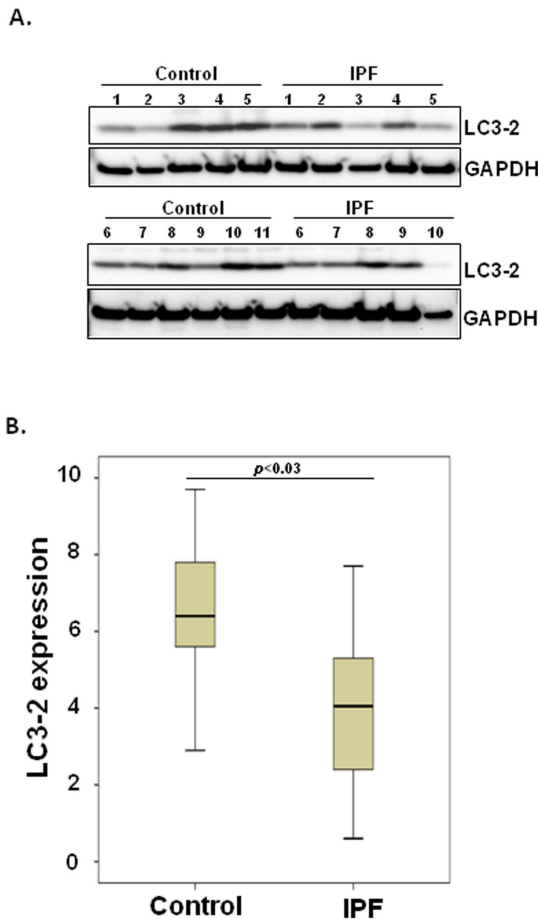 A.
Control IPF
1 2 3 4 5 1 2 3 4 5
LC3-2
GAPDH
Control IPF
6 7 8 9 10 11 6 7 8 9 10
LC3-2
GAPDH
B.
p<0.03
10
8
6
4
2
0
LC3-2 expression
Control IPF